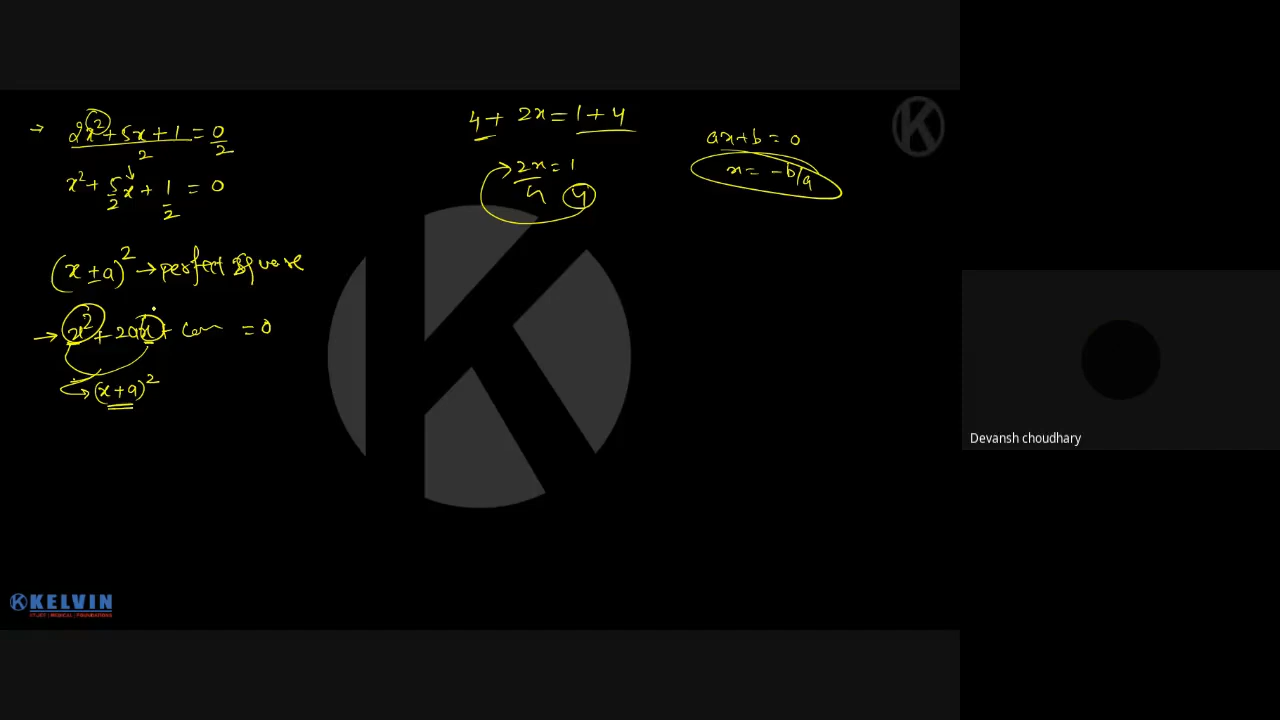 → 2x² + 5x + 1 = 0
2 2
x² + 5/2 x + 1/2 = 0
(x + a)² → perfect square
→ x² + 2ax + con = 0
→ (x + a)²
4 + 2x = 1 + 4
→ 2x = 1
4 4
ax + b = 0
x = -b/a
Devansh choudhary
KELVIN